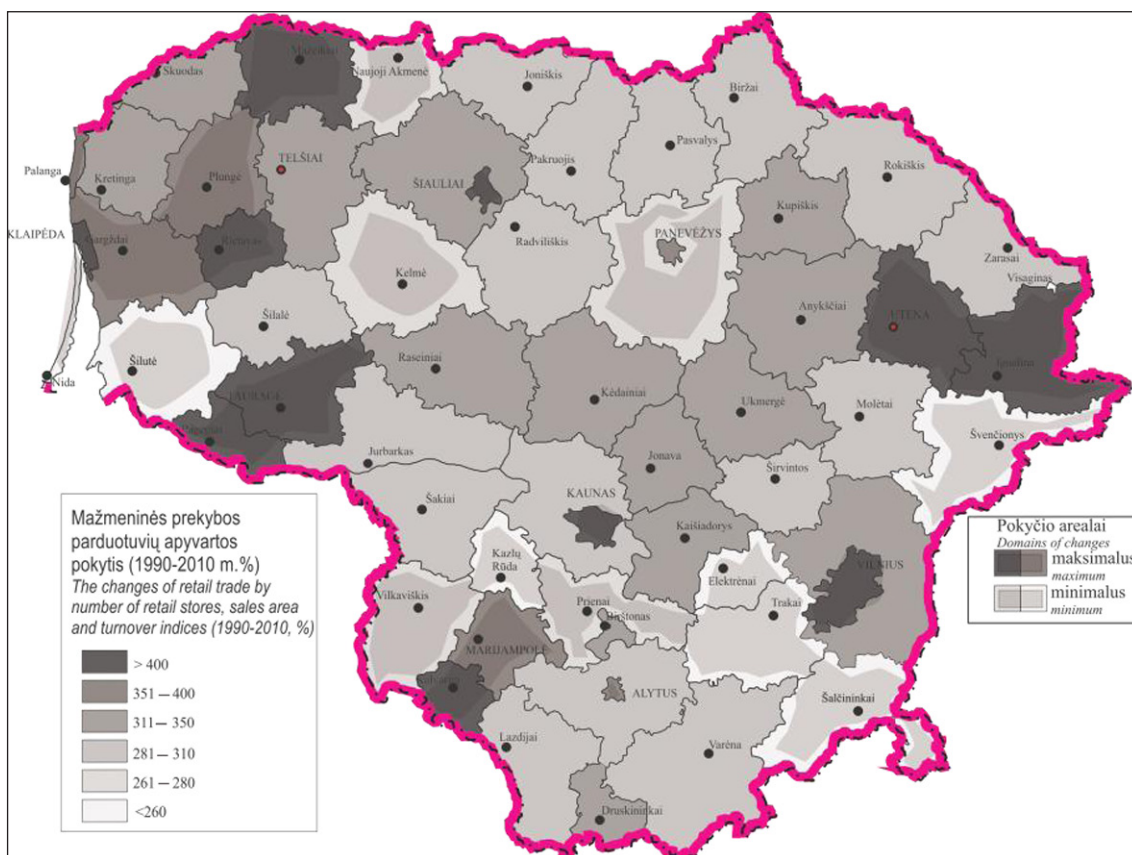 Mažeikiai
Skuodas
Naujoji Akmenė
Joniškis
Biržai
Pasvalys
Pakruojis
Rokiškis
Palanga
Kretinga
Plungė
TELŠIAI
ŠIAULIAI
Kupiškis
KLAIPĖDA
Gargždai
Rietavas
Radviliškis
PANEVĖŽYS
Kelmė
Zarasai
Visaginas
Šilalė
Anykščiai
UTENA
Šilutė
Nida
Raseiniai
Ignalina
TAURAGĖ
Kėdainiai
Ukmergė
Molėtai
Pagėgiai
Jurbarkas
Jonava
Širvintos
Švenčionys
Šakiai
KAUNAS
Kaišiadorys
Kazlų
Rūda
Elektrėnai
VILNIUS
Vilkaviškis
Prienai
Birštonas
Trakai
MARIJAMPOLĖ
Kalvarija
ALYTUS
Šalčininkai
Lazdijai
Varėna
Druskininkai
Mažmeninės prekybos
parduotuvių apyvartos
pokytis (1990-2010 m.%)
The changes of retail trade by
number of retail stores, sales area
and turnover indices (1990-2010, %)
> 400
351 — 400
311 — 350
281 — 310
261 — 280
<260
Pokyčio arealai
Domains of changes
maksimalus
maximum
minimalus
minimum